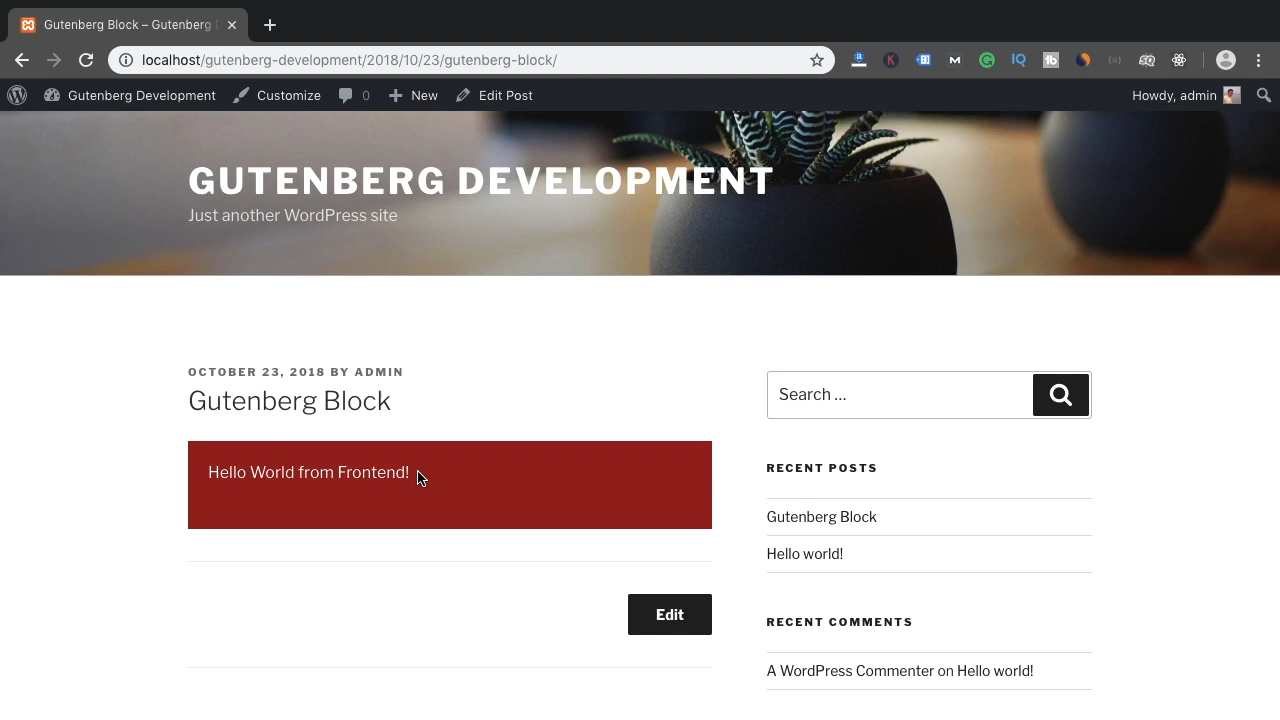 Gutenberg Block – Gutenberg
localhost/gutenberg-development/2018/10/23/gutenberg-block/
Gutenberg Development Customize 0 New Edit Post Howdy, admin
GUTENBERG DEVELOPMENT
Just another WordPress site
OCTOBER 23, 2018 BY ADMIN
Gutenberg Block
Hello World from Frontend!
Edit
Search …
RECENT POSTS
Gutenberg Block
Hello world!
RECENT COMMENTS
A WordPress Commenter on Hello world!